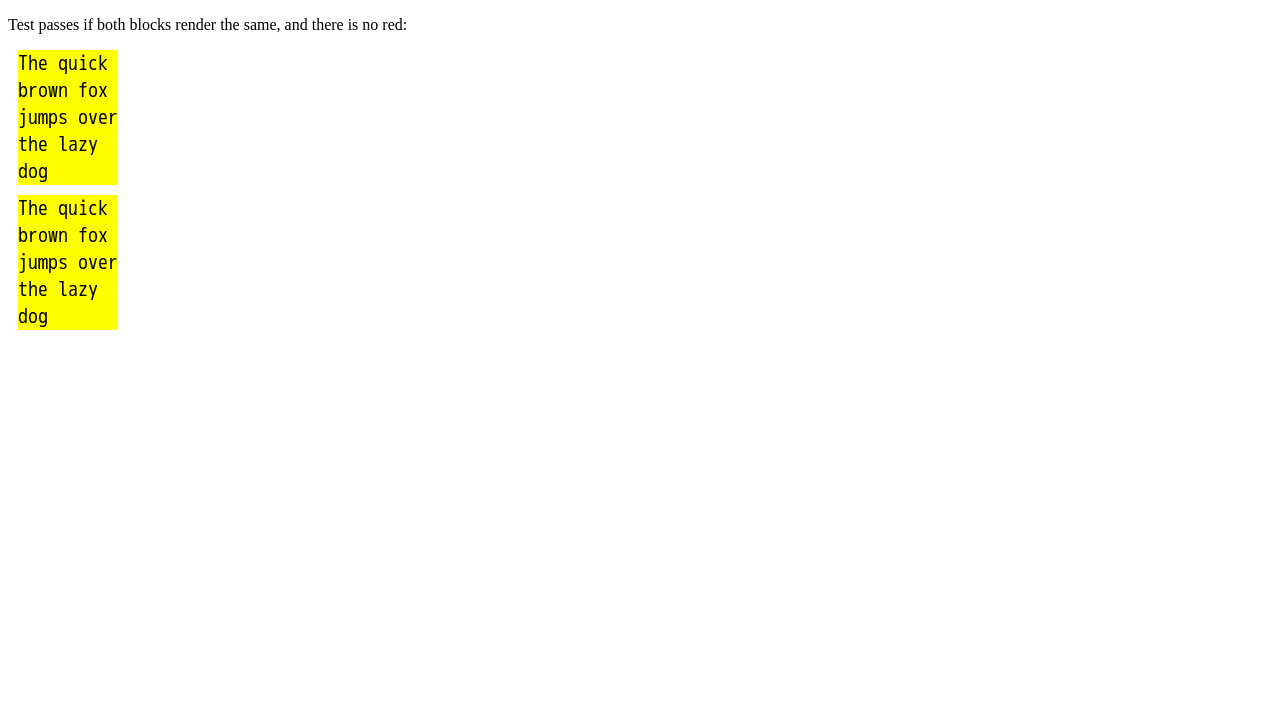 Test passes if both blocks render the same, and there is no red:
The quick
brown fox
jumps over
the lazy
dog
The quick
brown fox
jumps over
the lazy
dog